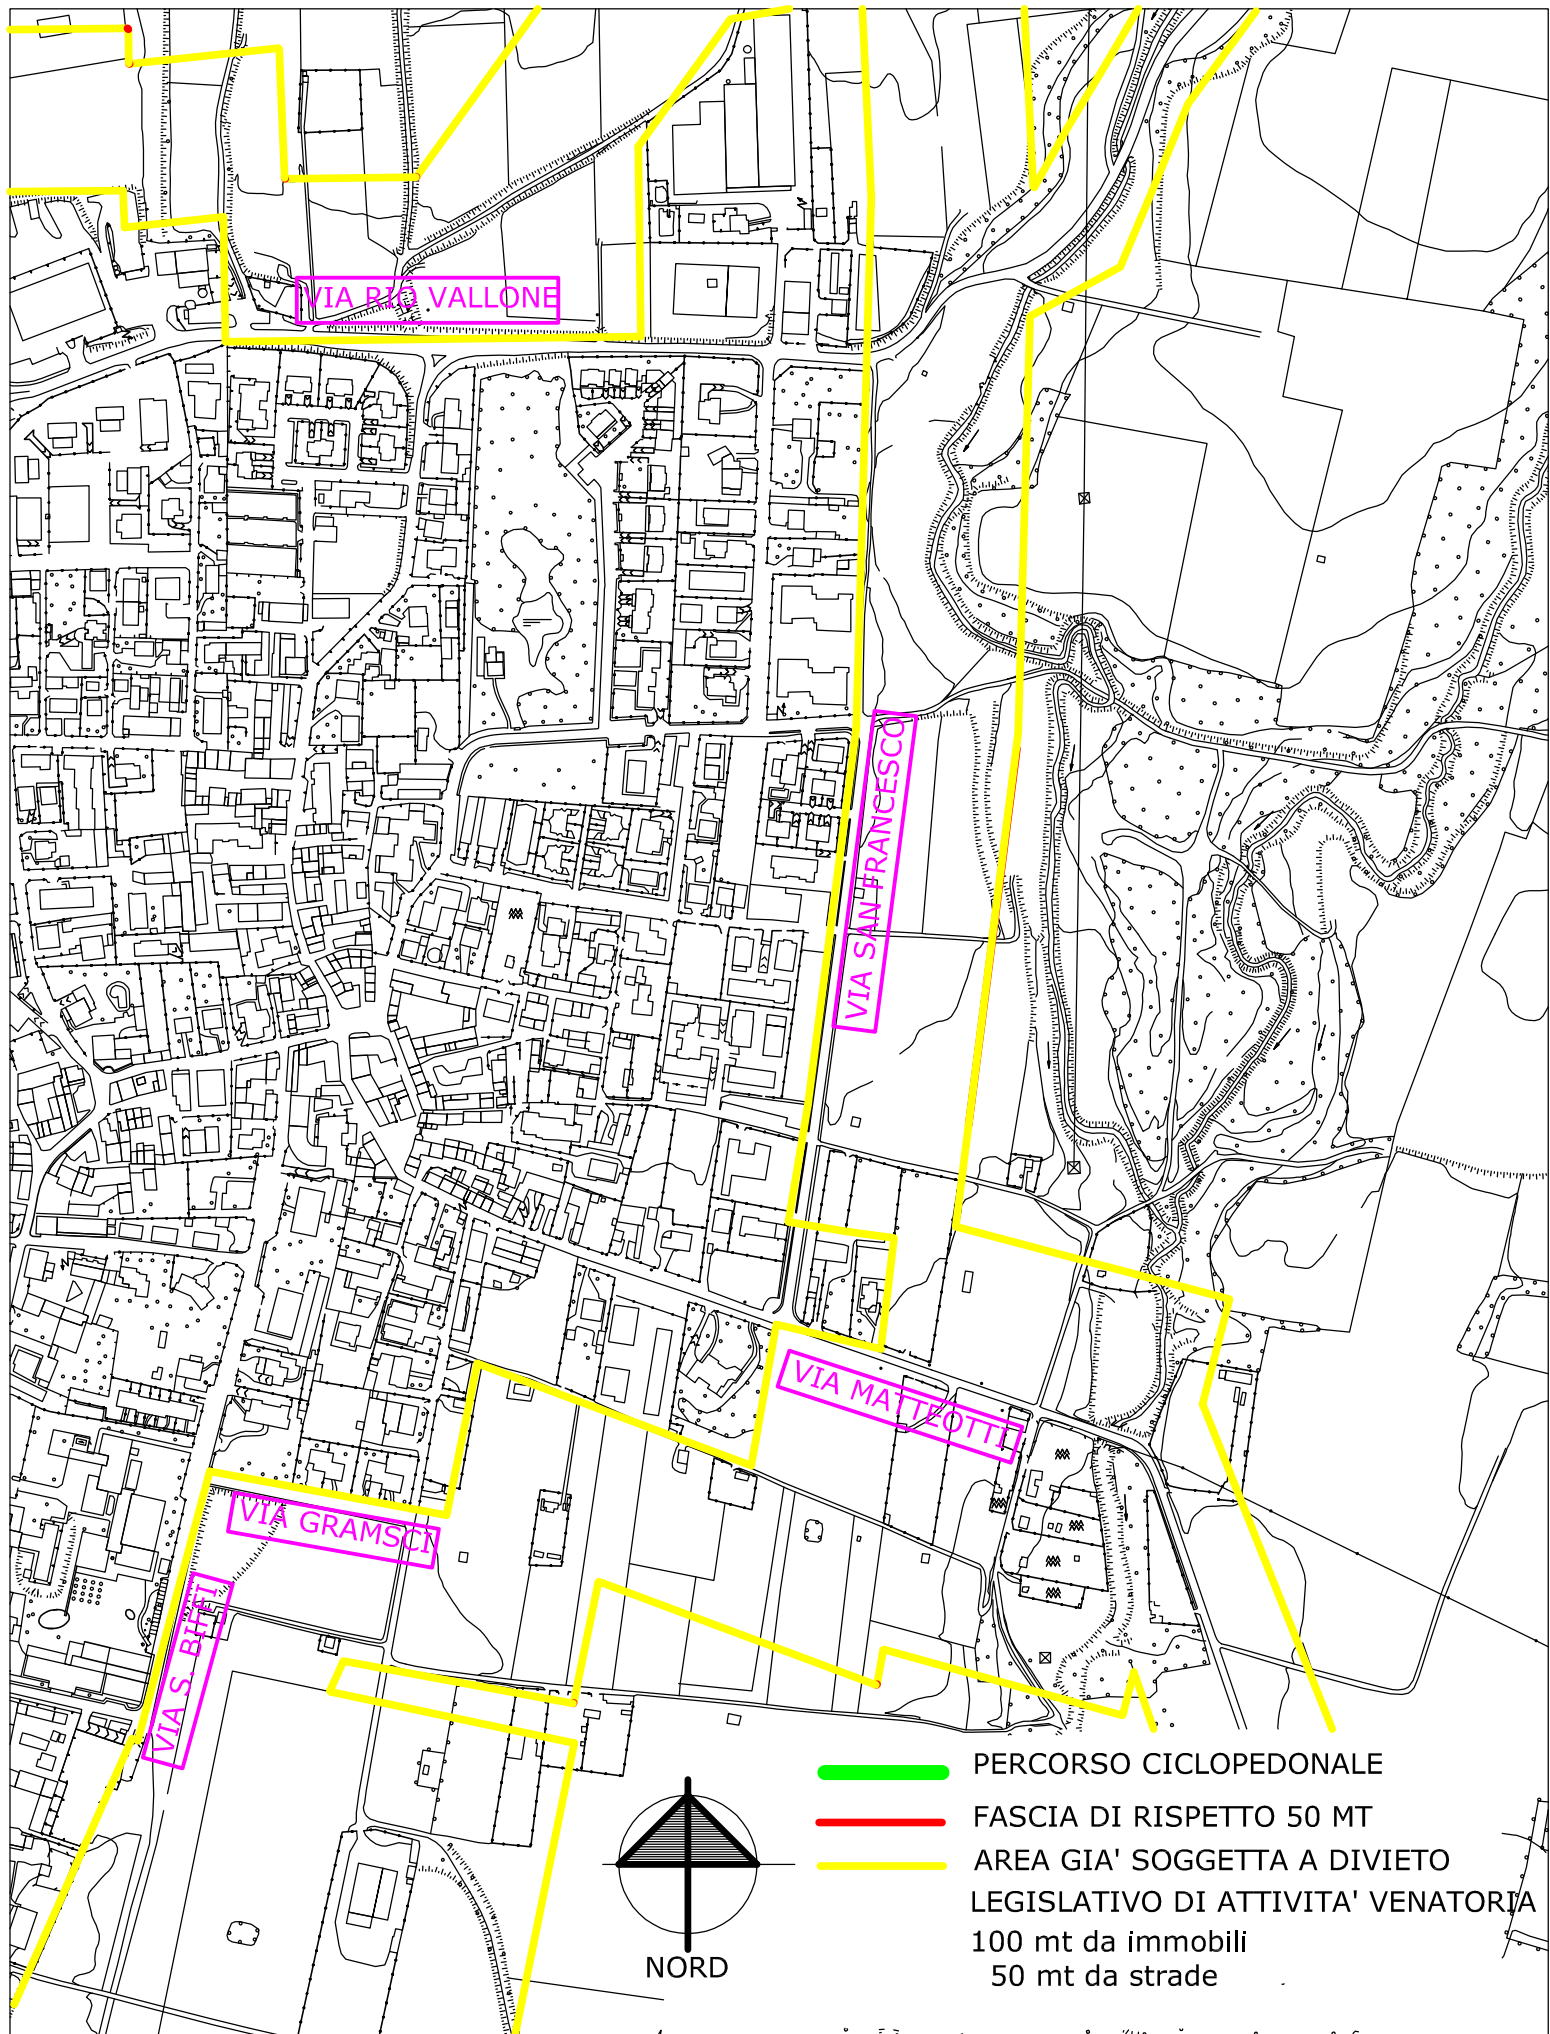 VIA RIO VALLONE
VIA SAN FRANCESCO
VIA MATTEOTTI
VIA GRAMSCI
VIA S. BIFFI
PERCORSO CICLOPEDONALE
FASCIA DI RISPETTO 50 MT
AREA GIA' SOGGETTA A DIVIETO
LEGISLATIVO DI ATTIVITA' VENATORIA
100 mt da immobili
50 mt da strade
NORD